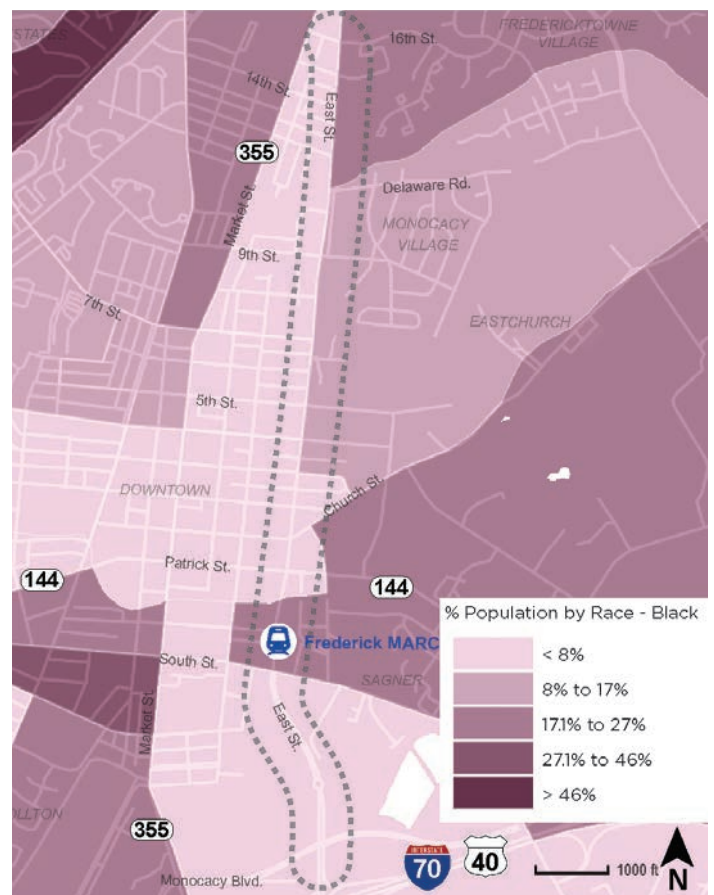 STATES
16th St.
FREDERICKTOWNE
VILLAGE
14th St.
East St.
355
Market St.
Delaware Rd.
MONOCACY
VILLAGE
9th St.
7th St.
EASTCHURCH
5th St.
DOWNTOWN
Church St.
Patrick St.
144
144
Frederick MARC
South St.
SAGNER
Market St.
East St.
OLLTON
355
Monocacy Blvd.
% Population by Race - Black
< 8%
8% to 17%
17.1% to 27%
27.1% to 46%
> 46%
INTERSTATE
70
40
1000 ft
N